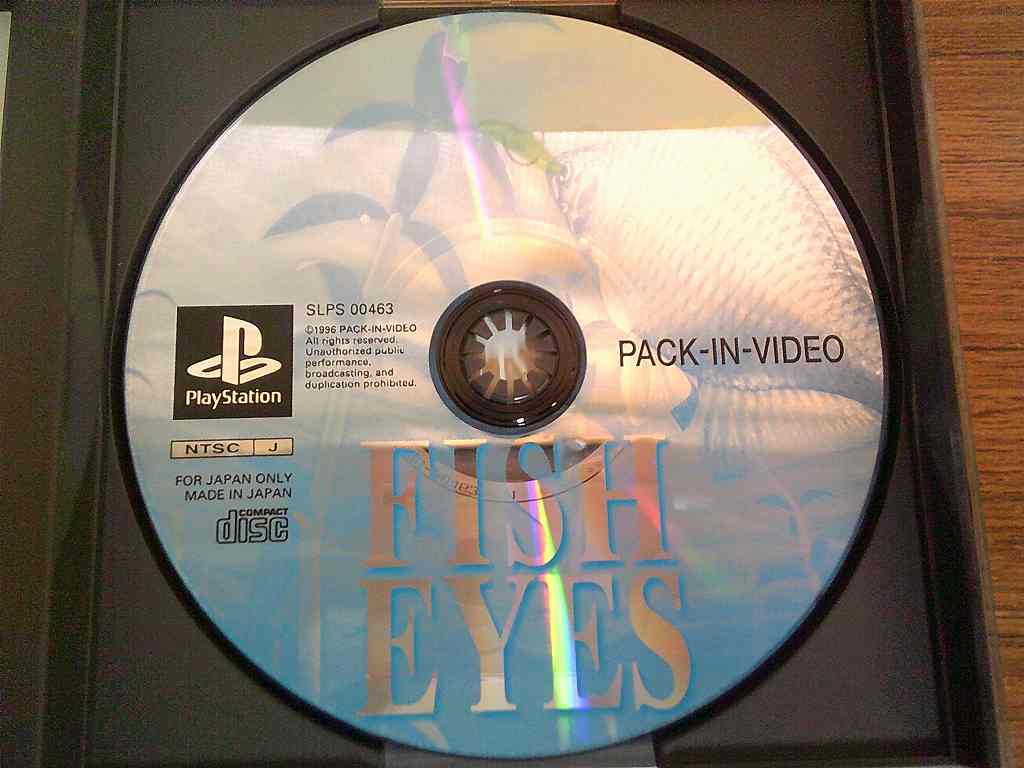 SLPS 00463
©1996 PACK-IN-VIDEO
All rights reserved.
Unauthorized public
performance,
broadcasting, and
duplication prohibited.
PlayStation
PACK-IN-VIDEO
NTSC J
FOR JAPAN ONLY
MADE IN JAPAN
COMPACT
disc
FISH
EYES